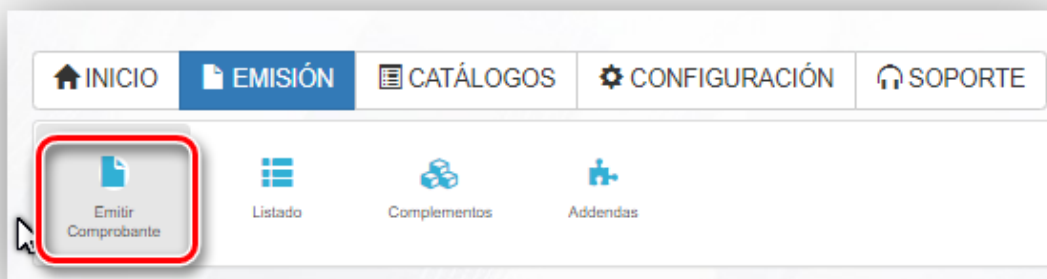 INICIO
EMISIÓN
CATÁLOGOS
CONFIGURACIÓN
SOPORTE
Emitir
Comprobante
Listado
Complementos
Addendas